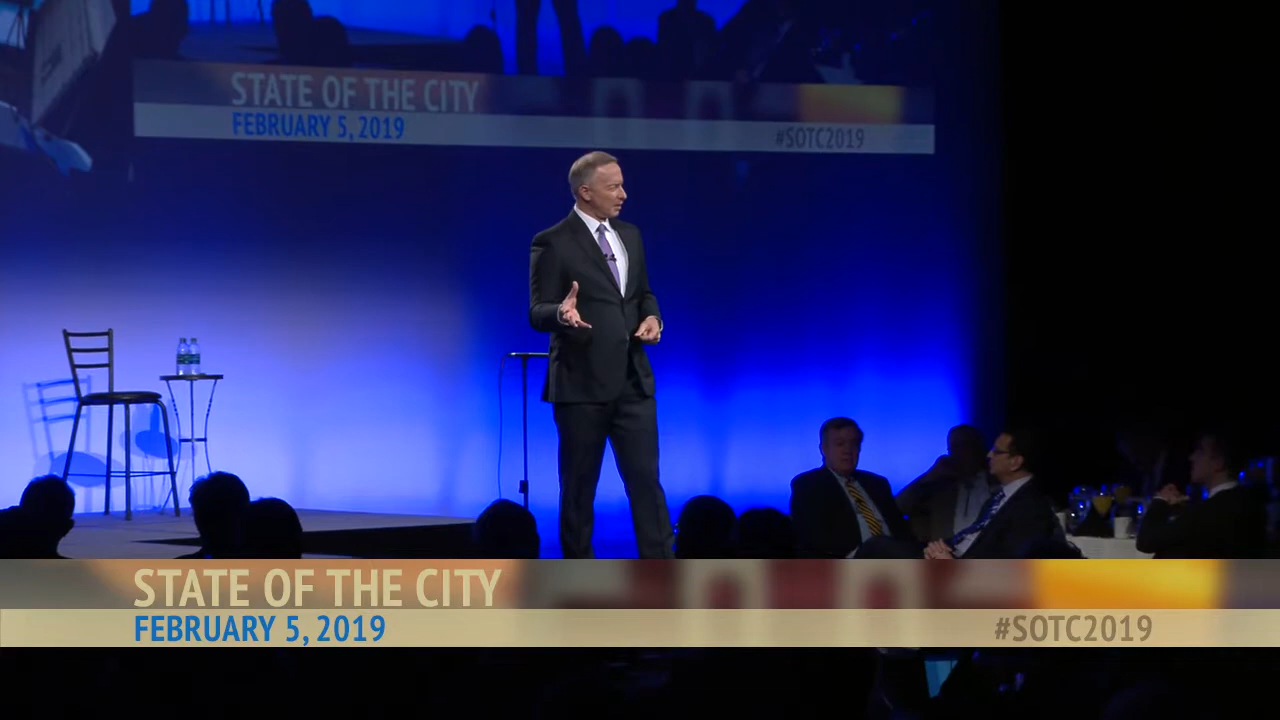 STATE OF THE CITY
FEBRUARY 5, 2019
#SOTC2019
STATE OF THE CITY
FEBRUARY 5, 2019
#SOTC2019